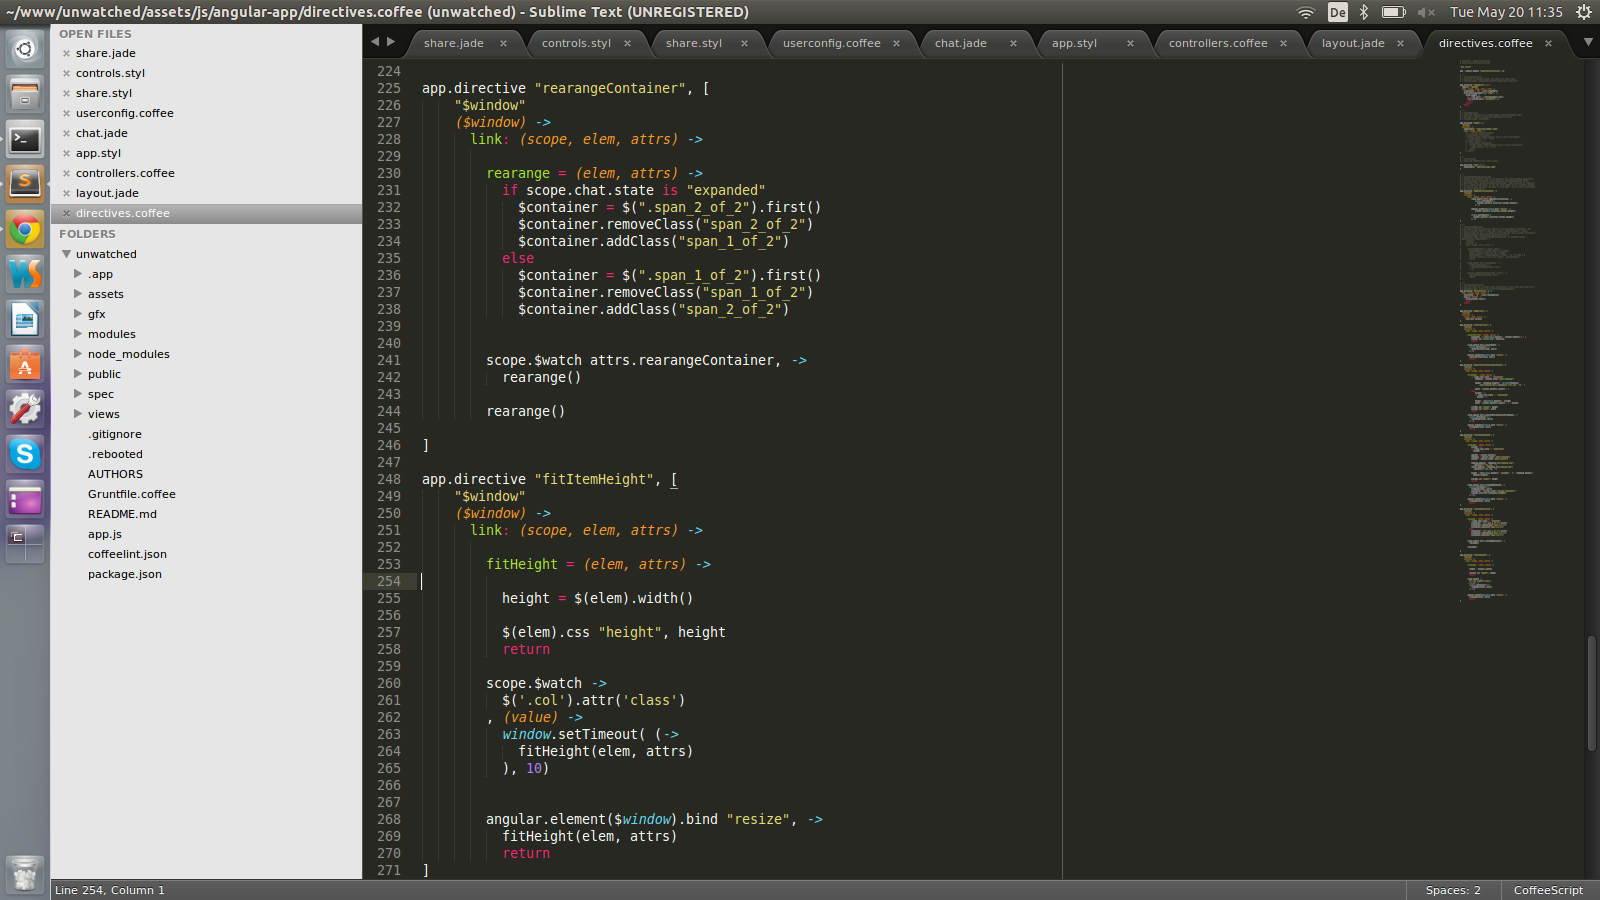 ~/www/unwatched/assets/js/angular-app/directives.coffee (unwatched) - Sublime Text (UNREGISTERED)
De
Tue May 20 11:35
OPEN FILES
× share.jade
× controls.styl
× share.styl
× userconfig.coffee
× chat.jade
× app.styl
× controllers.coffee
× layout.jade
× directives.coffee
FOLDERS
unwatched
.app
assets
gfx
modules
node_modules
public
spec
views
.gitignore
.rebooted
AUTHORS
Gruntfile.coffee
README.md
app.js
coffeelint.json
package.json
share.jade × controls.styl × share.styl × userconfig.coffee × chat.jade × app.styl × controllers.coffee × layout.jade × directives.coffee ×
224
225 app.directive "rearangeContainer", [
226     "$window"
227     ($window) ->
228       link: (scope, elem, attrs) ->
229
230         rearange = (elem, attrs) ->
231           if scope.chat.state is "expanded"
232             $container = $(".span_2_of_2").first()
233             $container.removeClass("span_2_of_2")
234             $container.addClass("span_1_of_2")
235           else
236             $container = $(".span_1_of_2").first()
237             $container.removeClass("span_1_of_2")
238             $container.addClass("span_2_of_2")
239
240
241         scope.$watch attrs.rearangeContainer, ->
242           rearange()
243
244         rearange()
245
246 ]
247
248 app.directive "fitItemHeight", [
249     "$window"
250     ($window) ->
251       link: (scope, elem, attrs) ->
252
253         fitHeight = (elem, attrs) ->
254
255           height = $(elem).width()
256
257           $(elem).css "height", height
258           return
259
260         scope.$watch ->
261           $('.col').attr('class')
262         , (value) ->
263           window.setTimeout( (->
264             fitHeight(elem, attrs)
265           ), 10)
266
267
268         angular.element($window).bind "resize", ->
269           fitHeight(elem, attrs)
270           return
271 ]
Line 254, Column 1
Spaces: 2
CoffeeScript